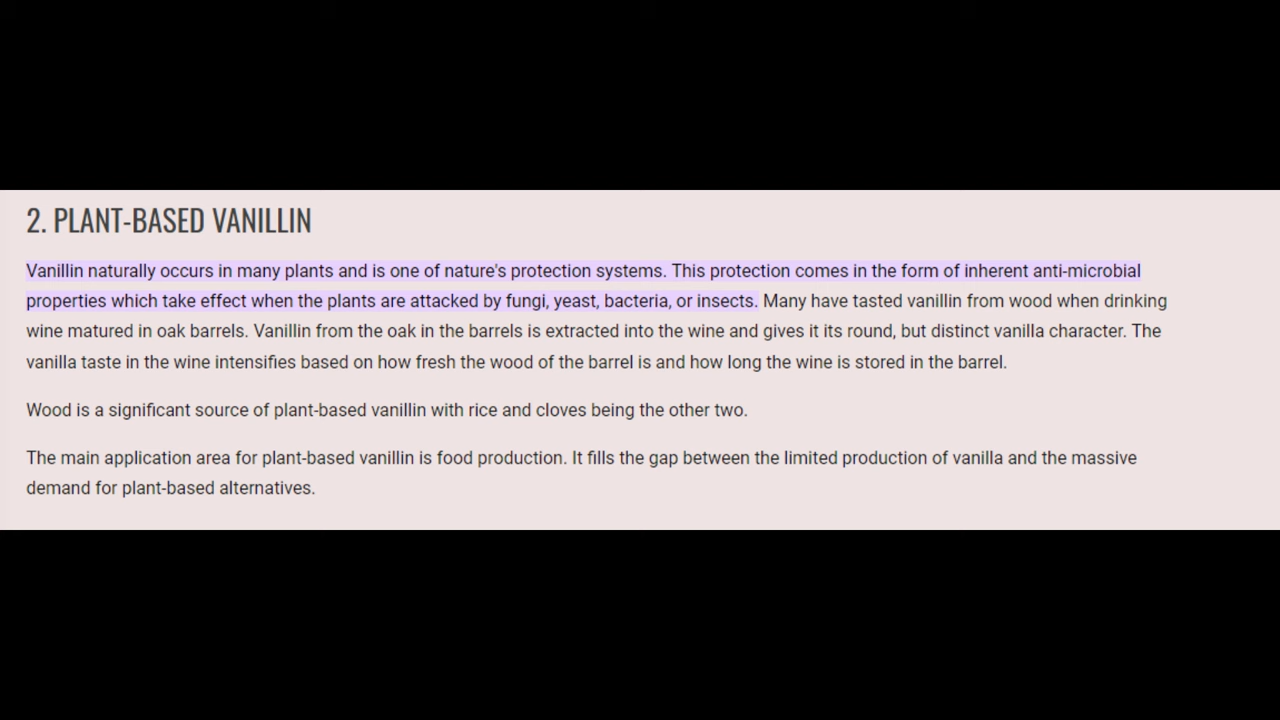 2. PLANT-BASED VANILLIN
Vanillin naturally occurs in many plants and is one of nature's protection systems. This protection comes in the form of inherent anti-microbial
properties which take effect when the plants are attacked by fungi, yeast, bacteria, or insects. Many have tasted vanillin from wood when drinking
wine matured in oak barrels. Vanillin from the oak in the barrels is extracted into the wine and gives it its round, but distinct vanilla character. The
vanilla taste in the wine intensifies based on how fresh the wood of the barrel is and how long the wine is stored in the barrel.
Wood is a significant source of plant-based vanillin with rice and cloves being the other two.
The main application area for plant-based vanillin is food production. It fills the gap between the limited production of vanilla and the massive
demand for plant-based alternatives.